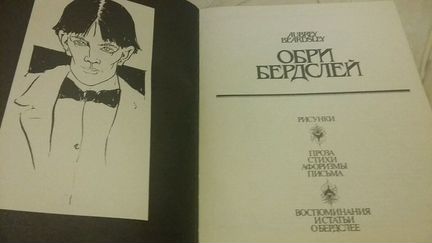 AUBREY
BEARDSLEY
ОБРИ
БЕРДСЛЕЙ
РИСУНКИ
ПРОЗА
СТИХИ
АФОРИЗМЫ
ПИСЬМА
ВОСПОМИНАНИЯ
И СТАТЬИ
О БЕРДСЛЕЕ